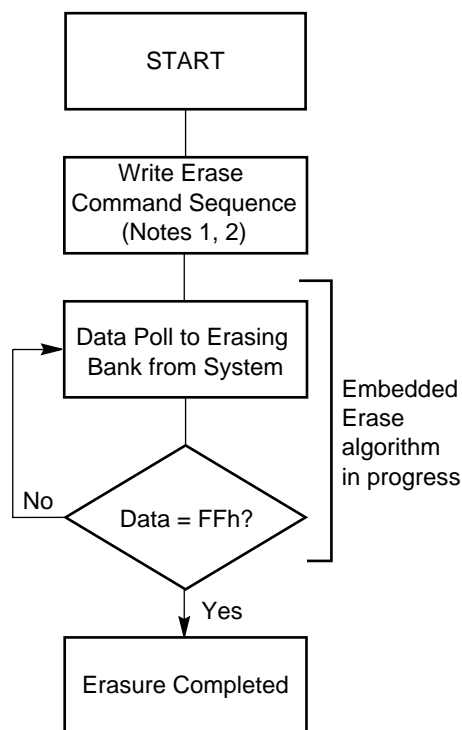 START
Write Erase
Command Sequence
(Notes 1, 2)
Data Poll to Erasing
Bank from System
Embedded
Erase
algorithm
in progress
No
Data = FFh?
Yes
Erasure Completed